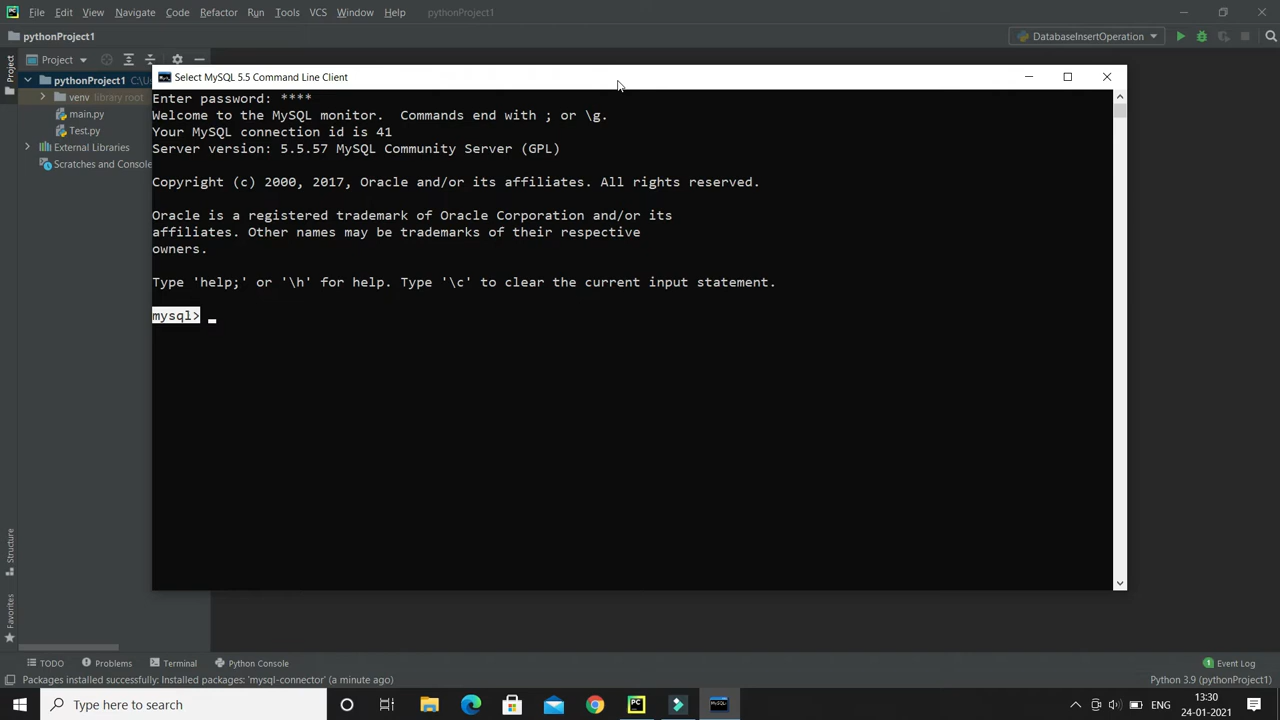 File Edit View Navigate Code Refactor Run Tools VCS Window Help pythonProject1
pythonProject1
DatabaseInsertOperation
Project
Project
pythonProject1 C:\U
venv library root
main.py
Test.py
External Libraries
Scratches and Console
Select MySQL 5.5 Command Line Client
Enter password: ****
Welcome to the MySQL monitor. Commands end with ; or \g.
Your MySQL connection id is 41
Server version: 5.5.57 MySQL Community Server (GPL)
Copyright (c) 2000, 2017, Oracle and/or its affiliates. All rights reserved.
Oracle is a registered trademark of Oracle Corporation and/or its
affiliates. Other names may be trademarks of their respective
owners.
Type 'help;' or '\h' for help. Type '\c' to clear the current input statement.
mysql> _
Structure
Favorites
TODO Problems Terminal Python Console
1 Event Log
Packages installed successfully: Installed packages: 'mysql-connector' (a minute ago)
Python 3.9 (pythonProject1)
Type here to search
PC
MySQL
ENG
13:30
24-01-2021